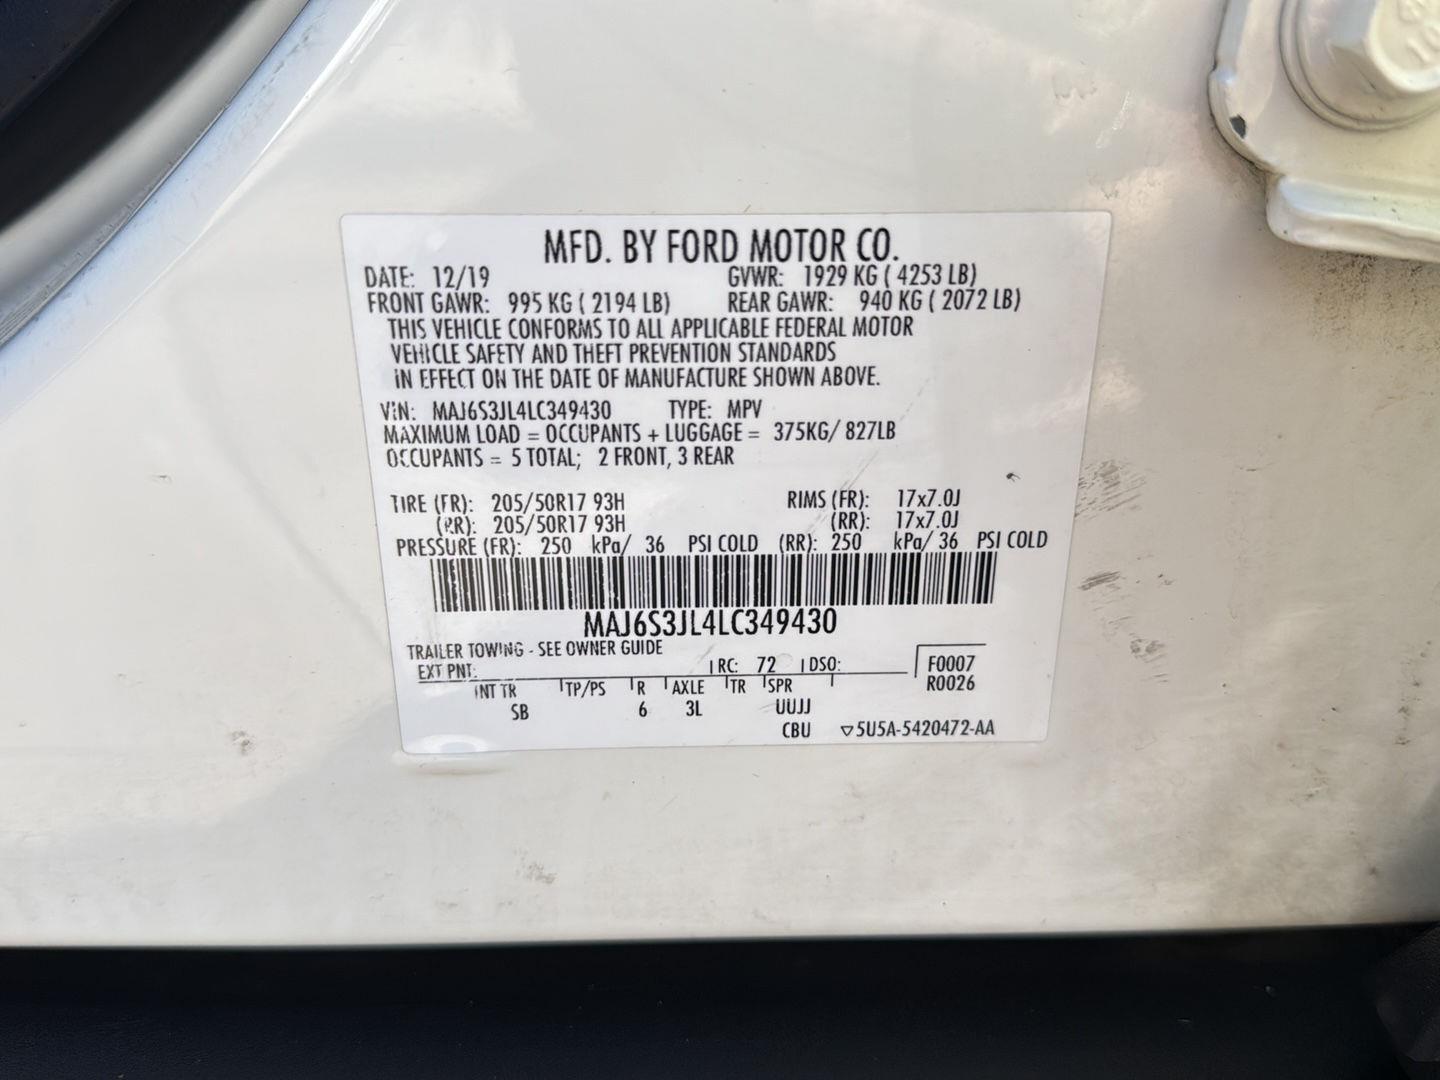 MFD. BY FORD MOTOR CO.
DATE: 12/19 GVWR: 1929 KG ( 4253 LB)
FRONT GAWR: 995 KG ( 2194 LB) REAR GAWR: 940 KG ( 2072 LB)
THIS VEHICLE CONFORMS TO ALL APPLICABLE FEDERAL MOTOR
VEHICLE SAFETY AND THEFT PREVENTION STANDARDS
IN EFFECT ON THE DATE OF MANUFACTURE SHOWN ABOVE.
VIN: MAJ6S3JL4LC349430 TYPE: MPV
MAXIMUM LOAD = OCCUPANTS + LUGGAGE = 375KG/ 827LB
OCCUPANTS = 5 TOTAL; 2 FRONT, 3 REAR
TIRE (FR): 205/50R17 93H RIMS (FR): 17x7.0J
(RR): 205/50R17 93H (RR): 17x7.0J
PRESSURE (FR): 250 kPa/ 36 PSI COLD (RR): 250 kPa/ 36 PSI COLD
MAJ6S3JL4LC349430
TRAILER TOWING - SEE OWNER GUIDE
EXT PNT: RC: 72 DSO: F0007
INT TR TP/PS R AXLE TR SPR R0026
SB 6 3L UUJJ
CBU ▽5U5A-5420472-AA